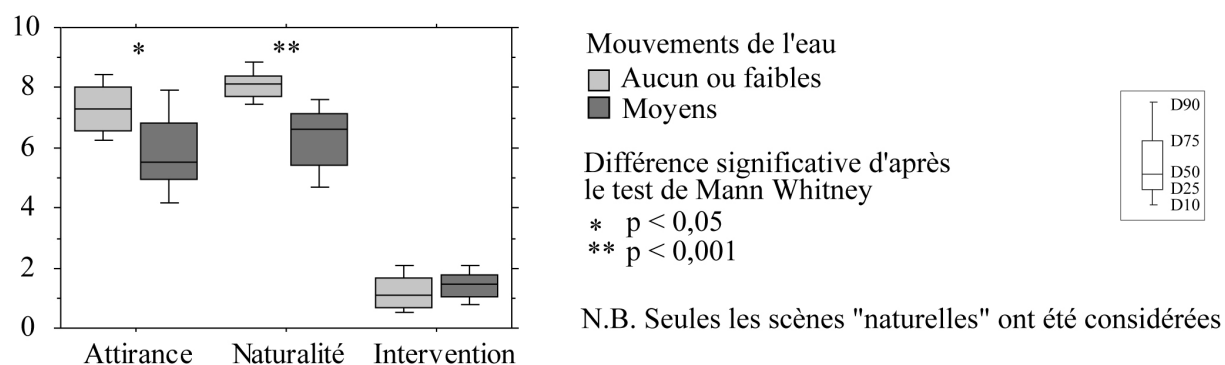 10
8
6
4
2
0
*
**
Attirance
Naturalité
Intervention
Mouvements de l'eau
Aucun ou faibles
Moyens
Différence significative d'après
le test de Mann Whitney
* p < 0,05
** p < 0,001
N.B. Seules les scènes "naturelles" ont été considérées
D90
D75
D50
D25
D10